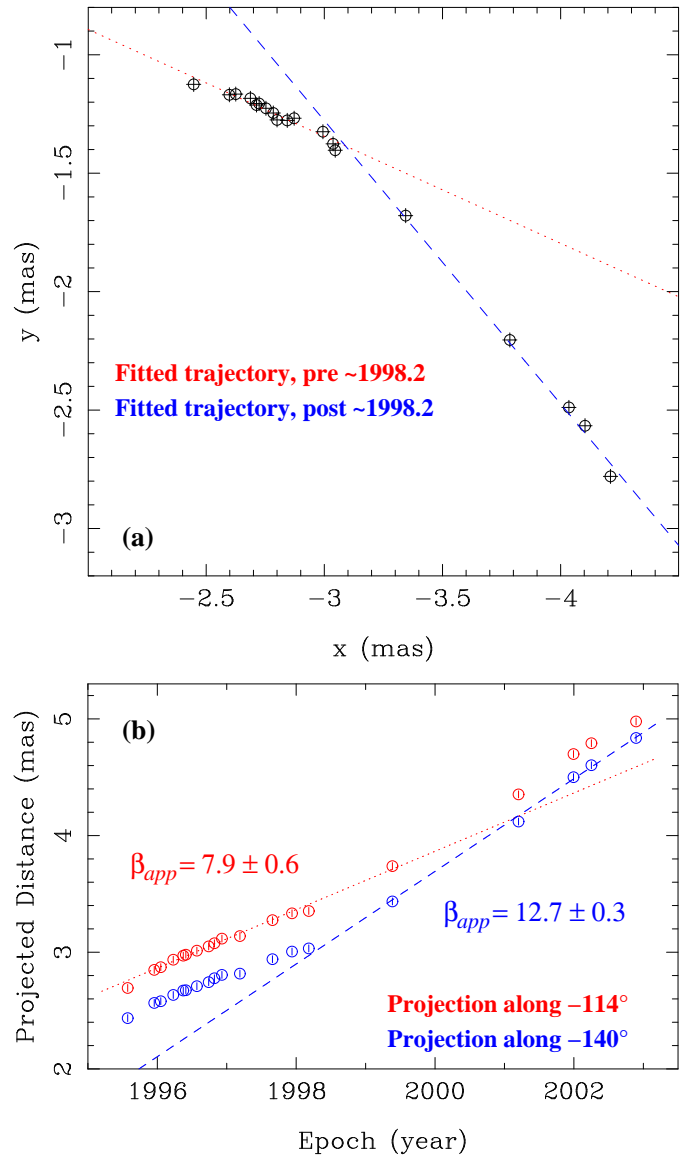 −1
−1.5
−2
−2.5
−3
y (mas)
Fitted trajectory, pre ~1998.2
Fitted trajectory, post ~1998.2
(a)
−2.5 −3 −3.5 −4
x (mas)
5
4
3
2
Projected Distance (mas)
(b)
βapp= 7.9 ± 0.6
βapp = 12.7 ± 0.3
Projection along −114°
Projection along −140°
1996 1998 2000 2002
Epoch (year)